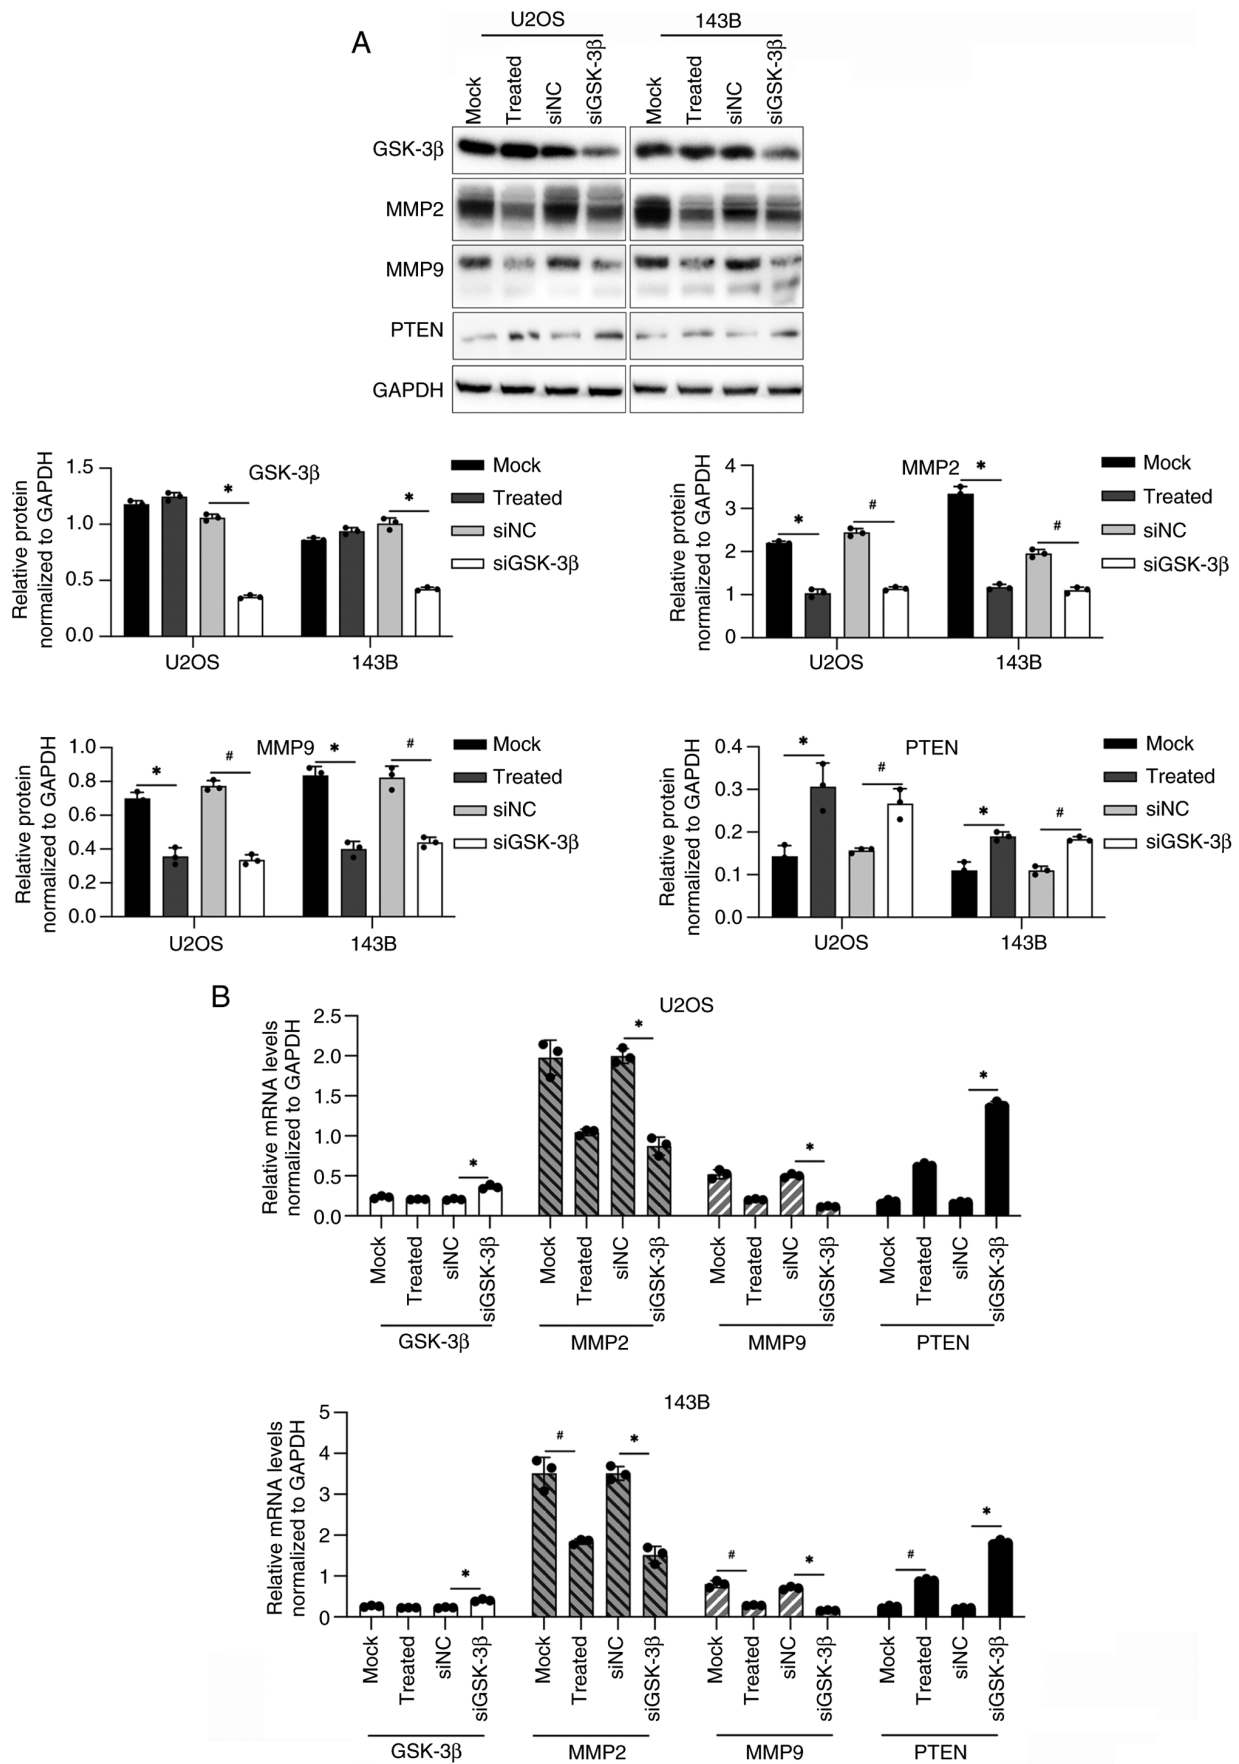 A
U2OS
143B
Mock
Treated
siNC
siGSK-3β
Mock
Treated
siNC
siGSK-3β
GSK-3β
MMP2
MMP9
PTEN
GAPDH
Relative protein
normalized to GAPDH
1.5
1.0
0.5
0.0
GSK-3β
*
*
U2OS
143B
Mock
Treated
siNC
siGSK-3β
Relative protein
normalized to GAPDH
4
3
2
1
0
MMP2
*
#
*
#
U2OS
143B
Mock
Treated
siNC
siGSK-3β
Relative protein
normalized to GAPDH
1.0
0.8
0.6
0.4
0.2
0.0
MMP9
*
#
*
#
U2OS
143B
Mock
Treated
siNC
siGSK-3β
Relative protein
normalized to GAPDH
0.4
0.3
0.2
0.1
0.0
PTEN
*
#
*
#
U2OS
143B
Mock
Treated
siNC
siGSK-3β
B
U2OS
Relative mRNA levels
normalized to GAPDH
2.5
2.0
1.5
1.0
0.5
0.0
*
*
*
*
Mock
Treated
siNC
siGSK-3β
Mock
Treated
siNC
siGSK-3β
Mock
Treated
siNC
siGSK-3β
Mock
Treated
siNC
siGSK-3β
GSK-3β
MMP2
MMP9
PTEN
143B
Relative mRNA levels
normalized to GAPDH
5
4
3
2
1
0
*
#
*
#
*
#
*
Mock
Treated
siNC
siGSK-3β
Mock
Treated
siNC
siGSK-3β
Mock
Treated
siNC
siGSK-3β
Mock
Treated
siNC
siGSK-3β
GSK-3β
MMP2
MMP9
PTEN